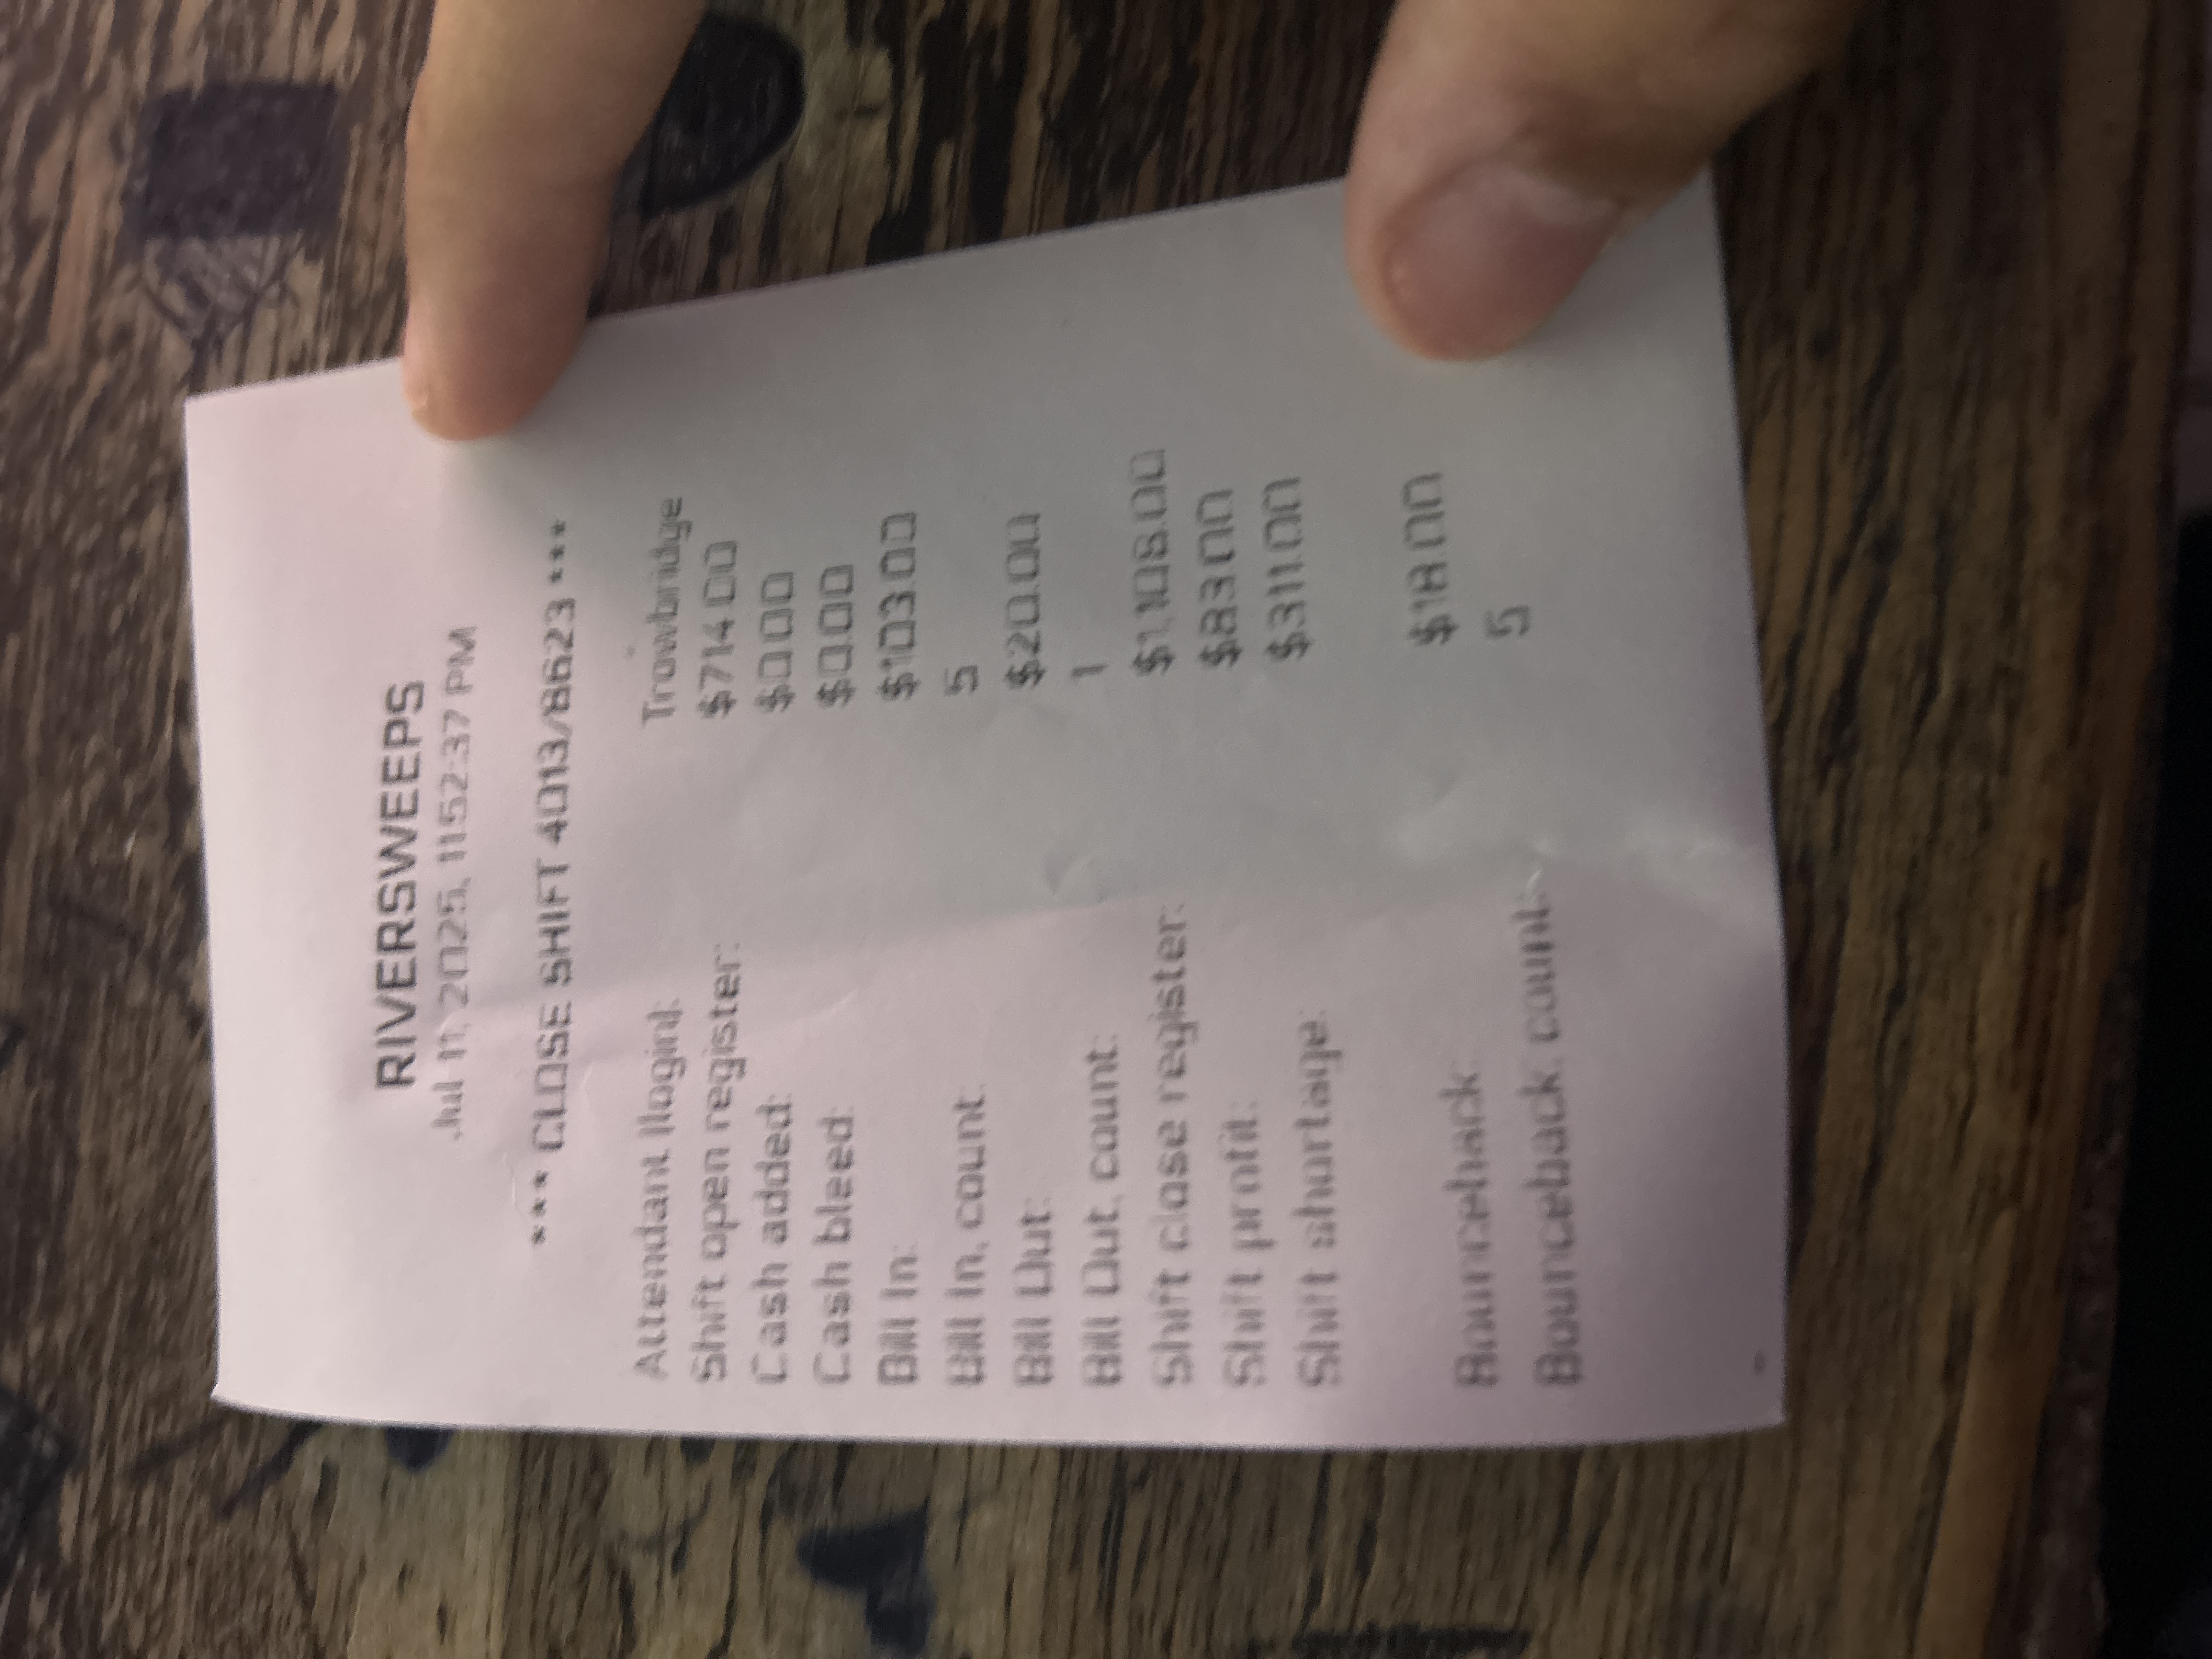 RIVERSWEEPS
Jul 11, 2025, 11:52:37 PM
*** CLOSE SHIFT 4013/8623 ***
Attendant (login): Trowbridge
Shift open register: $714.00
Cash added: $0.00
Cash bleed: $0.00
Bill In: $103.00
Bill In, count: 5
Bill Out: $20.00
Bill Out, count: 1
Shift close register: $1,108.00
Shift profit: $83.00
Shift shortage: $311.00
Bounceback: $18.00
Bounceback, count: 5